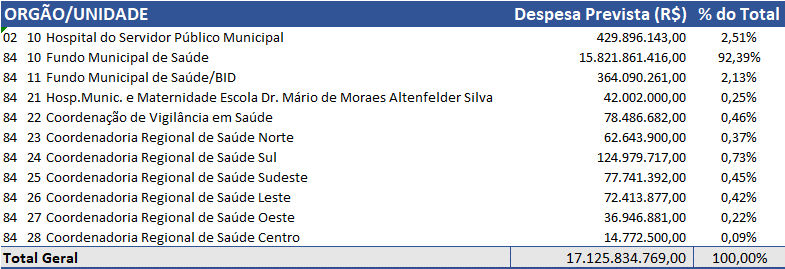 ORGÃO/UNIDADE Despesa Prevista (R$) % do Total
02 10 Hospital do Servidor Público Municipal 429.896.143,00 2,51%
84 10 Fundo Municipal de Saúde 15.821.861.416,00 92,39%
84 11 Fundo Municipal de Saúde/BID 364.090.261,00 2,13%
84 21 Hosp.Munic. e Maternidade Escola Dr. Mário de Moraes Altenfelder Silva 42.002.000,00 0,25%
84 22 Coordenação de Vigilância em Saúde 78.486.682,00 0,46%
84 23 Coordenadoria Regional de Saúde Norte 62.643.900,00 0,37%
84 24 Coordenadoria Regional de Saúde Sul 124.979.717,00 0,73%
84 25 Coordenadoria Regional de Saúde Sudeste 77.741.392,00 0,45%
84 26 Coordenadoria Regional de Saúde Leste 72.413.877,00 0,42%
84 27 Coordenadoria Regional de Saúde Oeste 36.946.881,00 0,22%
84 28 Coordenadoria Regional de Saúde Centro 14.772.500,00 0,09%
Total Geral 17.125.834.769,00 100,00%